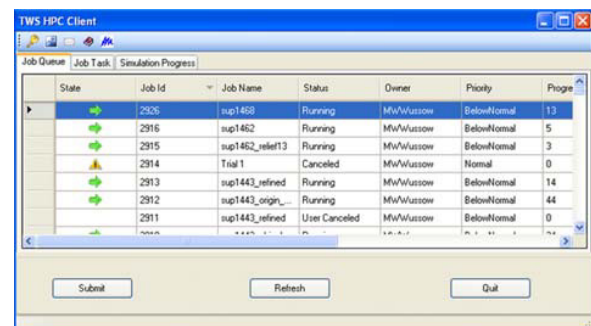 TWS HPC Client
Job Queue Job Task Simulation Progress
State Job Id Job Name Status Owner Priority Progre
2926 sup1468 Running MWWussow BelowNormal 13
2916 sup1462 Running MWWussow BelowNormal 5
2915 sup1462_relief13 Running MWWussow BelowNormal 3
2914 Trial 1 Canceled MWWussow Normal 0
2913 sup1443_refined Running MWWussow BelowNormal 14
2912 sup1443_origin_... Running MWWussow BelowNormal 44
2911 sup1443_refined User Canceled MWWussow BelowNormal 0
Submit Refresh Quit